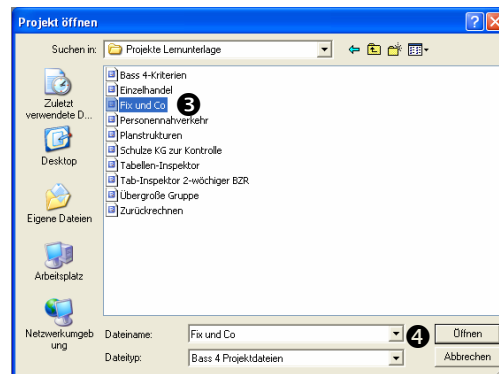 Projekt öffnen
Suchen in:
Projekte Lernunterlage
Zuletzt
verwendete D...
Desktop
Eigene Dateien
Arbeitsplatz
Netzwerkumgeb
ung
Bass 4-Kriterien
Einzelhandel
Fix und Co ❸
Personennahverkehr
Planstrukturen
Schulze KG zur Kontrolle
Tabellen-Inspektor
Tab-Inspektor 2-wöchiger BZR
Übergroße Gruppe
Zurückrechnen
Dateiname: Fix und Co ❹ Öffnen
Dateityp: Bass 4 Projektdateien Abbrechen